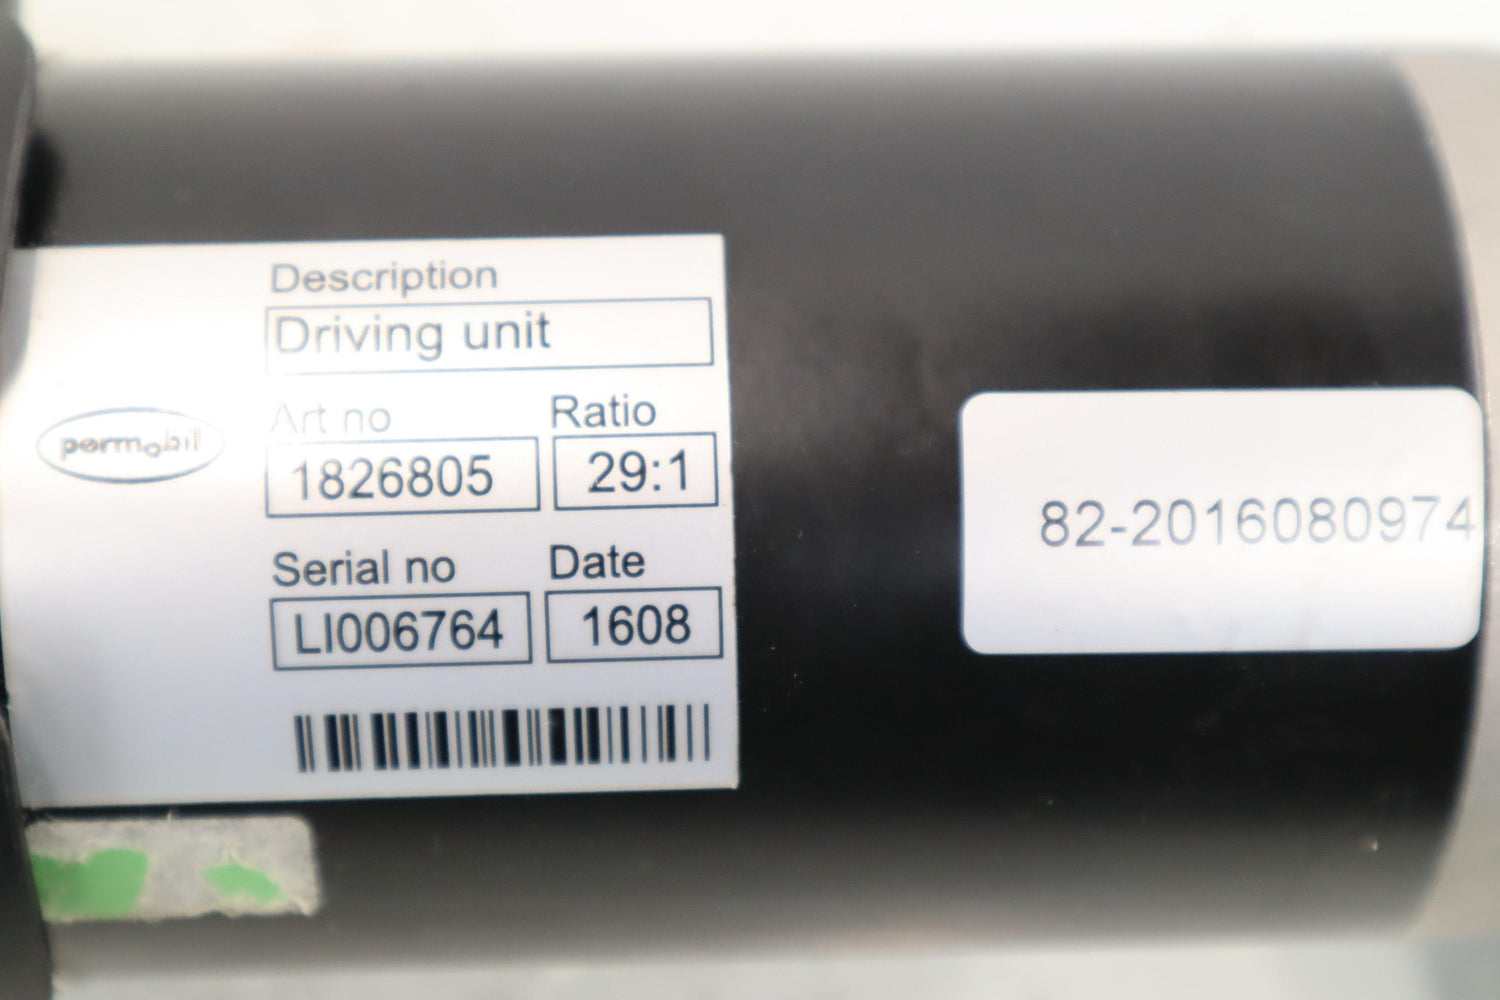 Description
Driving unit
permobil
Art no
Ratio
1826805
29:1
Serial no
Date
LI006764
1608
82-2016080974